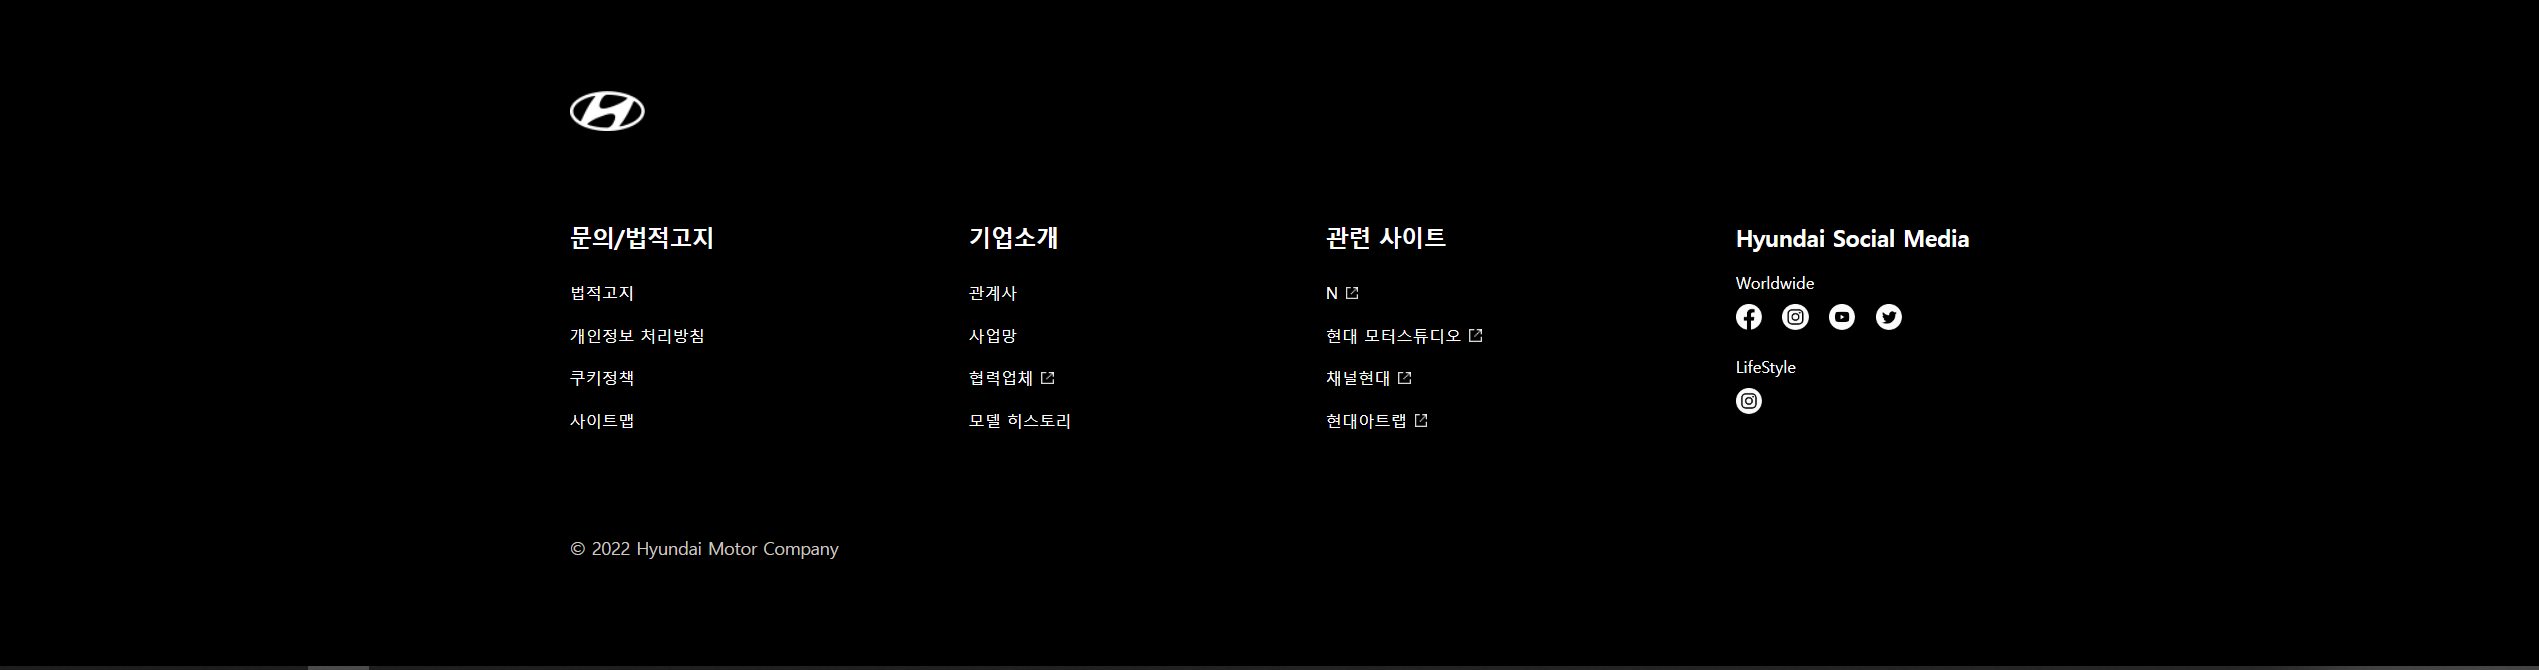 문의/법적고지
법적고지
개인정보 처리방침
쿠키정책
사이트맵
기업소개
관계사
사업망
협력업체
모델 히스토리
관련 사이트
N
현대 모터스튜디오
채널현대
현대아트랩
Hyundai Social Media
Worldwide
LifeStyle
© 2022 Hyundai Motor Company